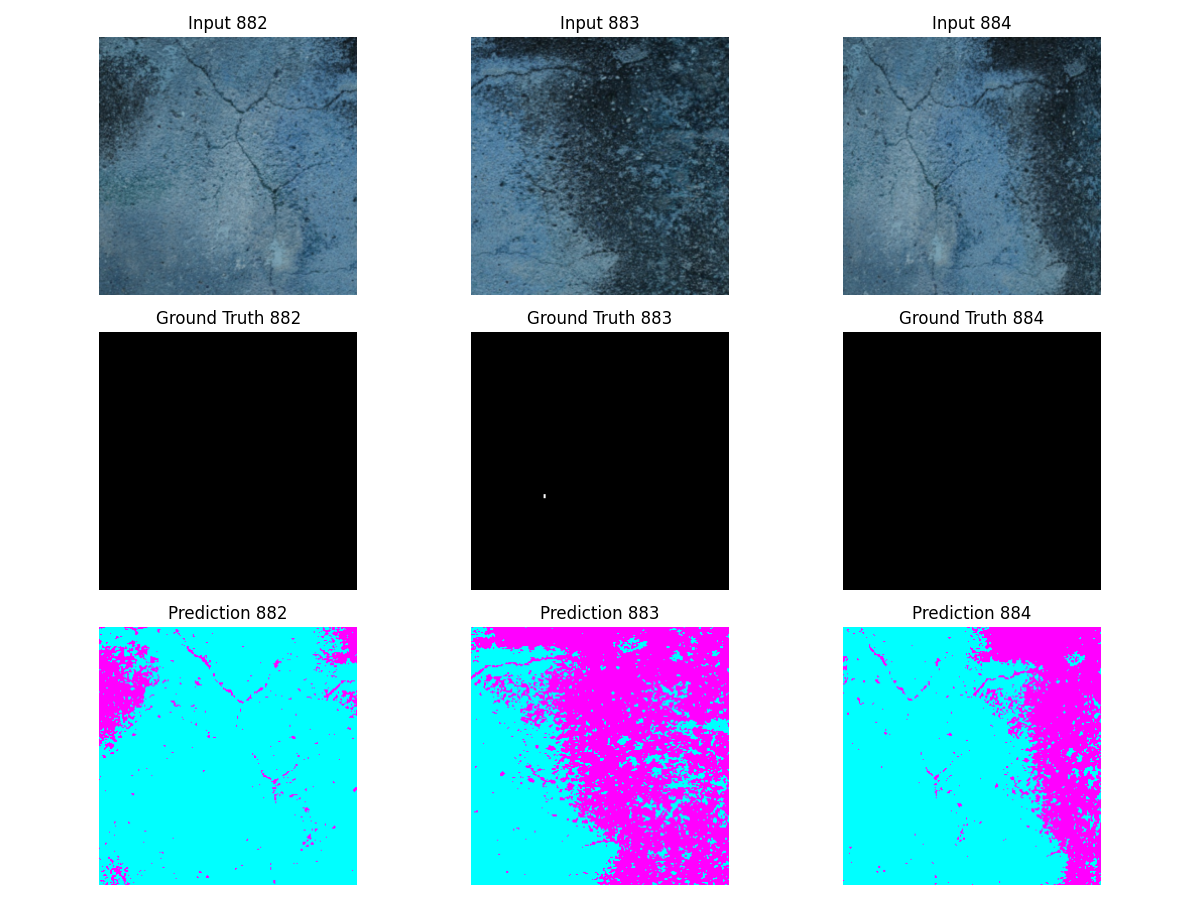 Input 882
Input 883
Input 884
Ground Truth 882
Ground Truth 883
Ground Truth 884
Prediction 882
Prediction 883
Prediction 884